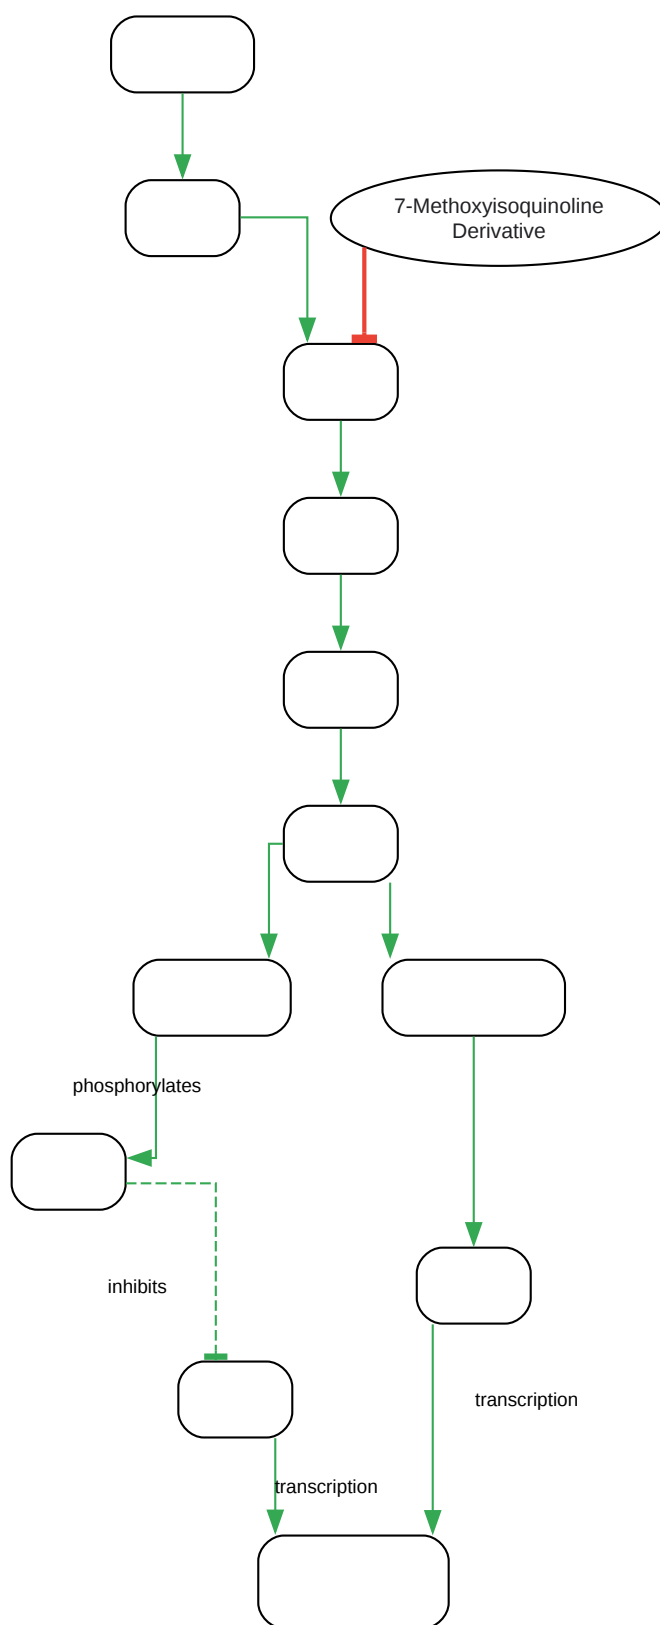 7-Methoxyisoquinoline
Derivative
phosphorylates
inhibits
transcription
transcription